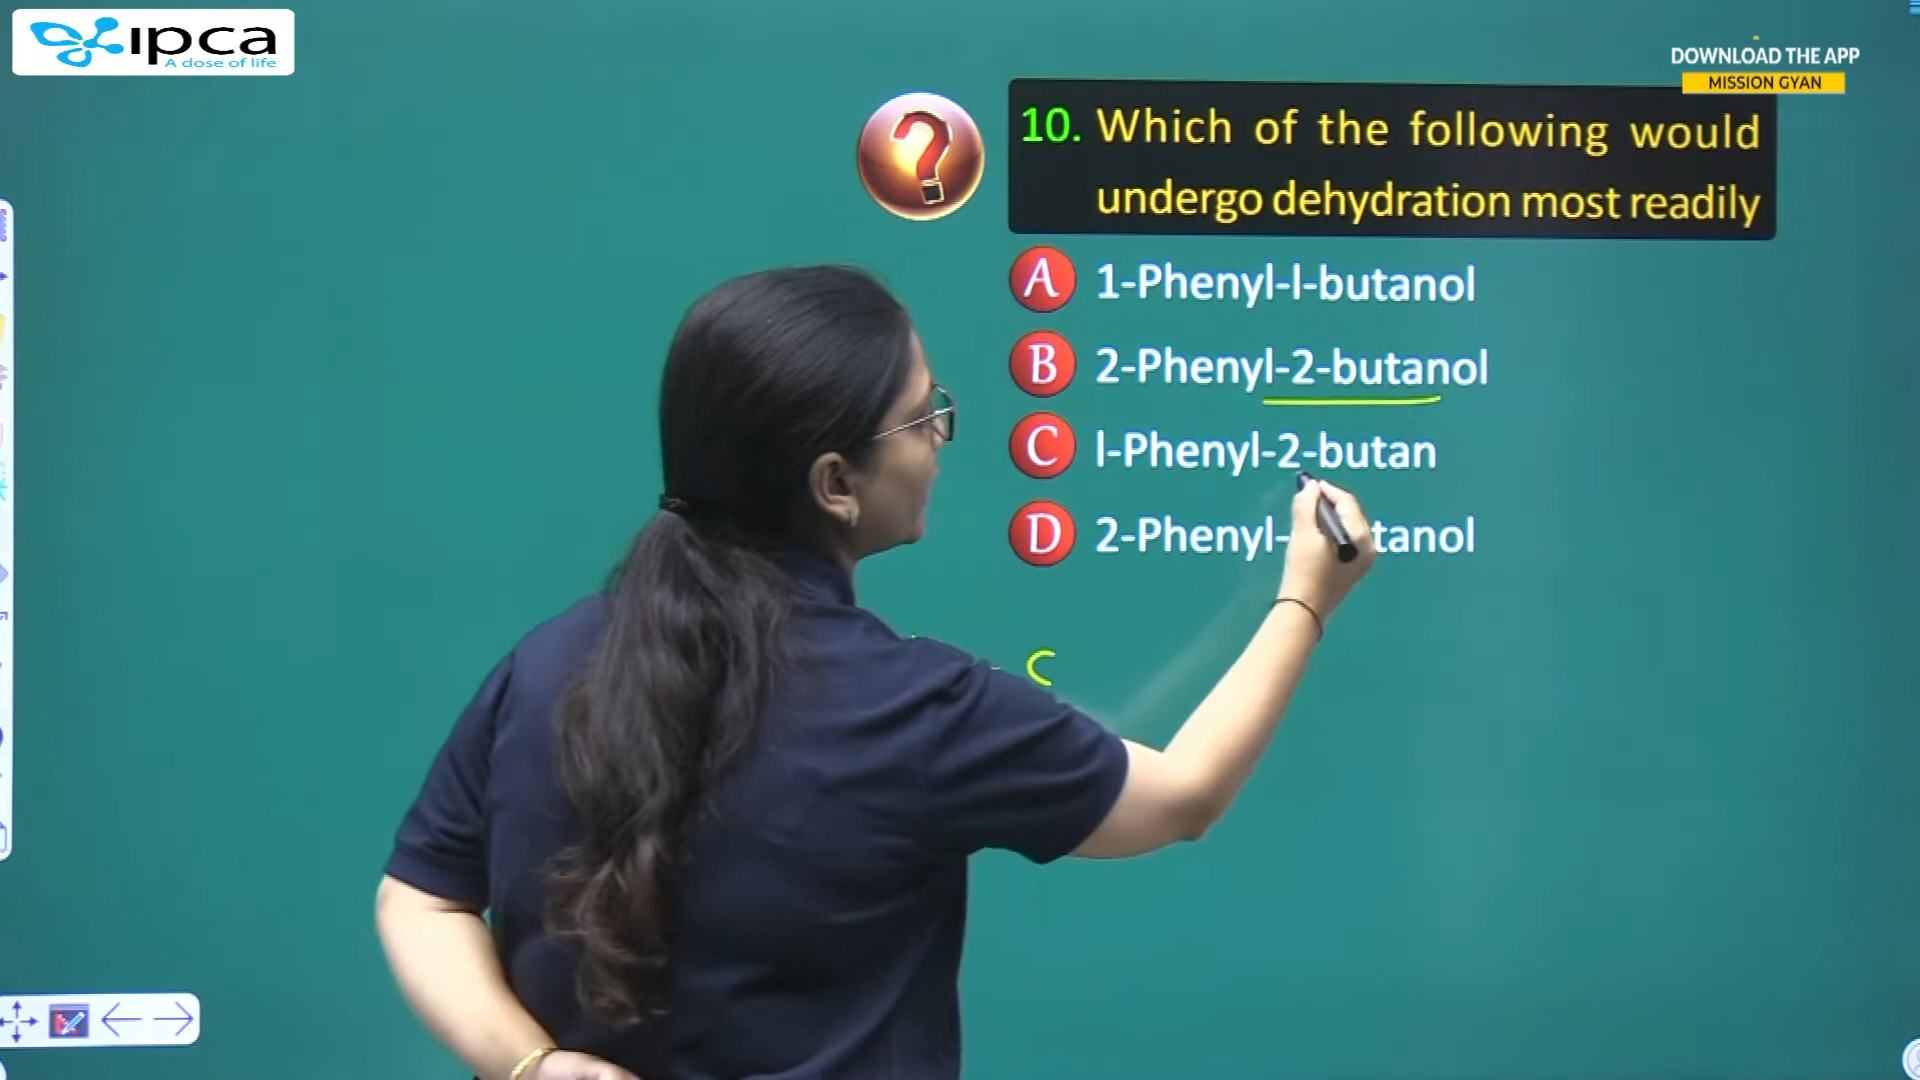 ipca
A dose of life
DOWNLOAD THE APP
MISSION GYAN
10. Which of the following would
undergo dehydration most readily
A 1-Phenyl-l-butanol
B 2-Phenyl-2-butanol
C l-Phenyl-2-butan
D 2-Phenyl- tanol
C